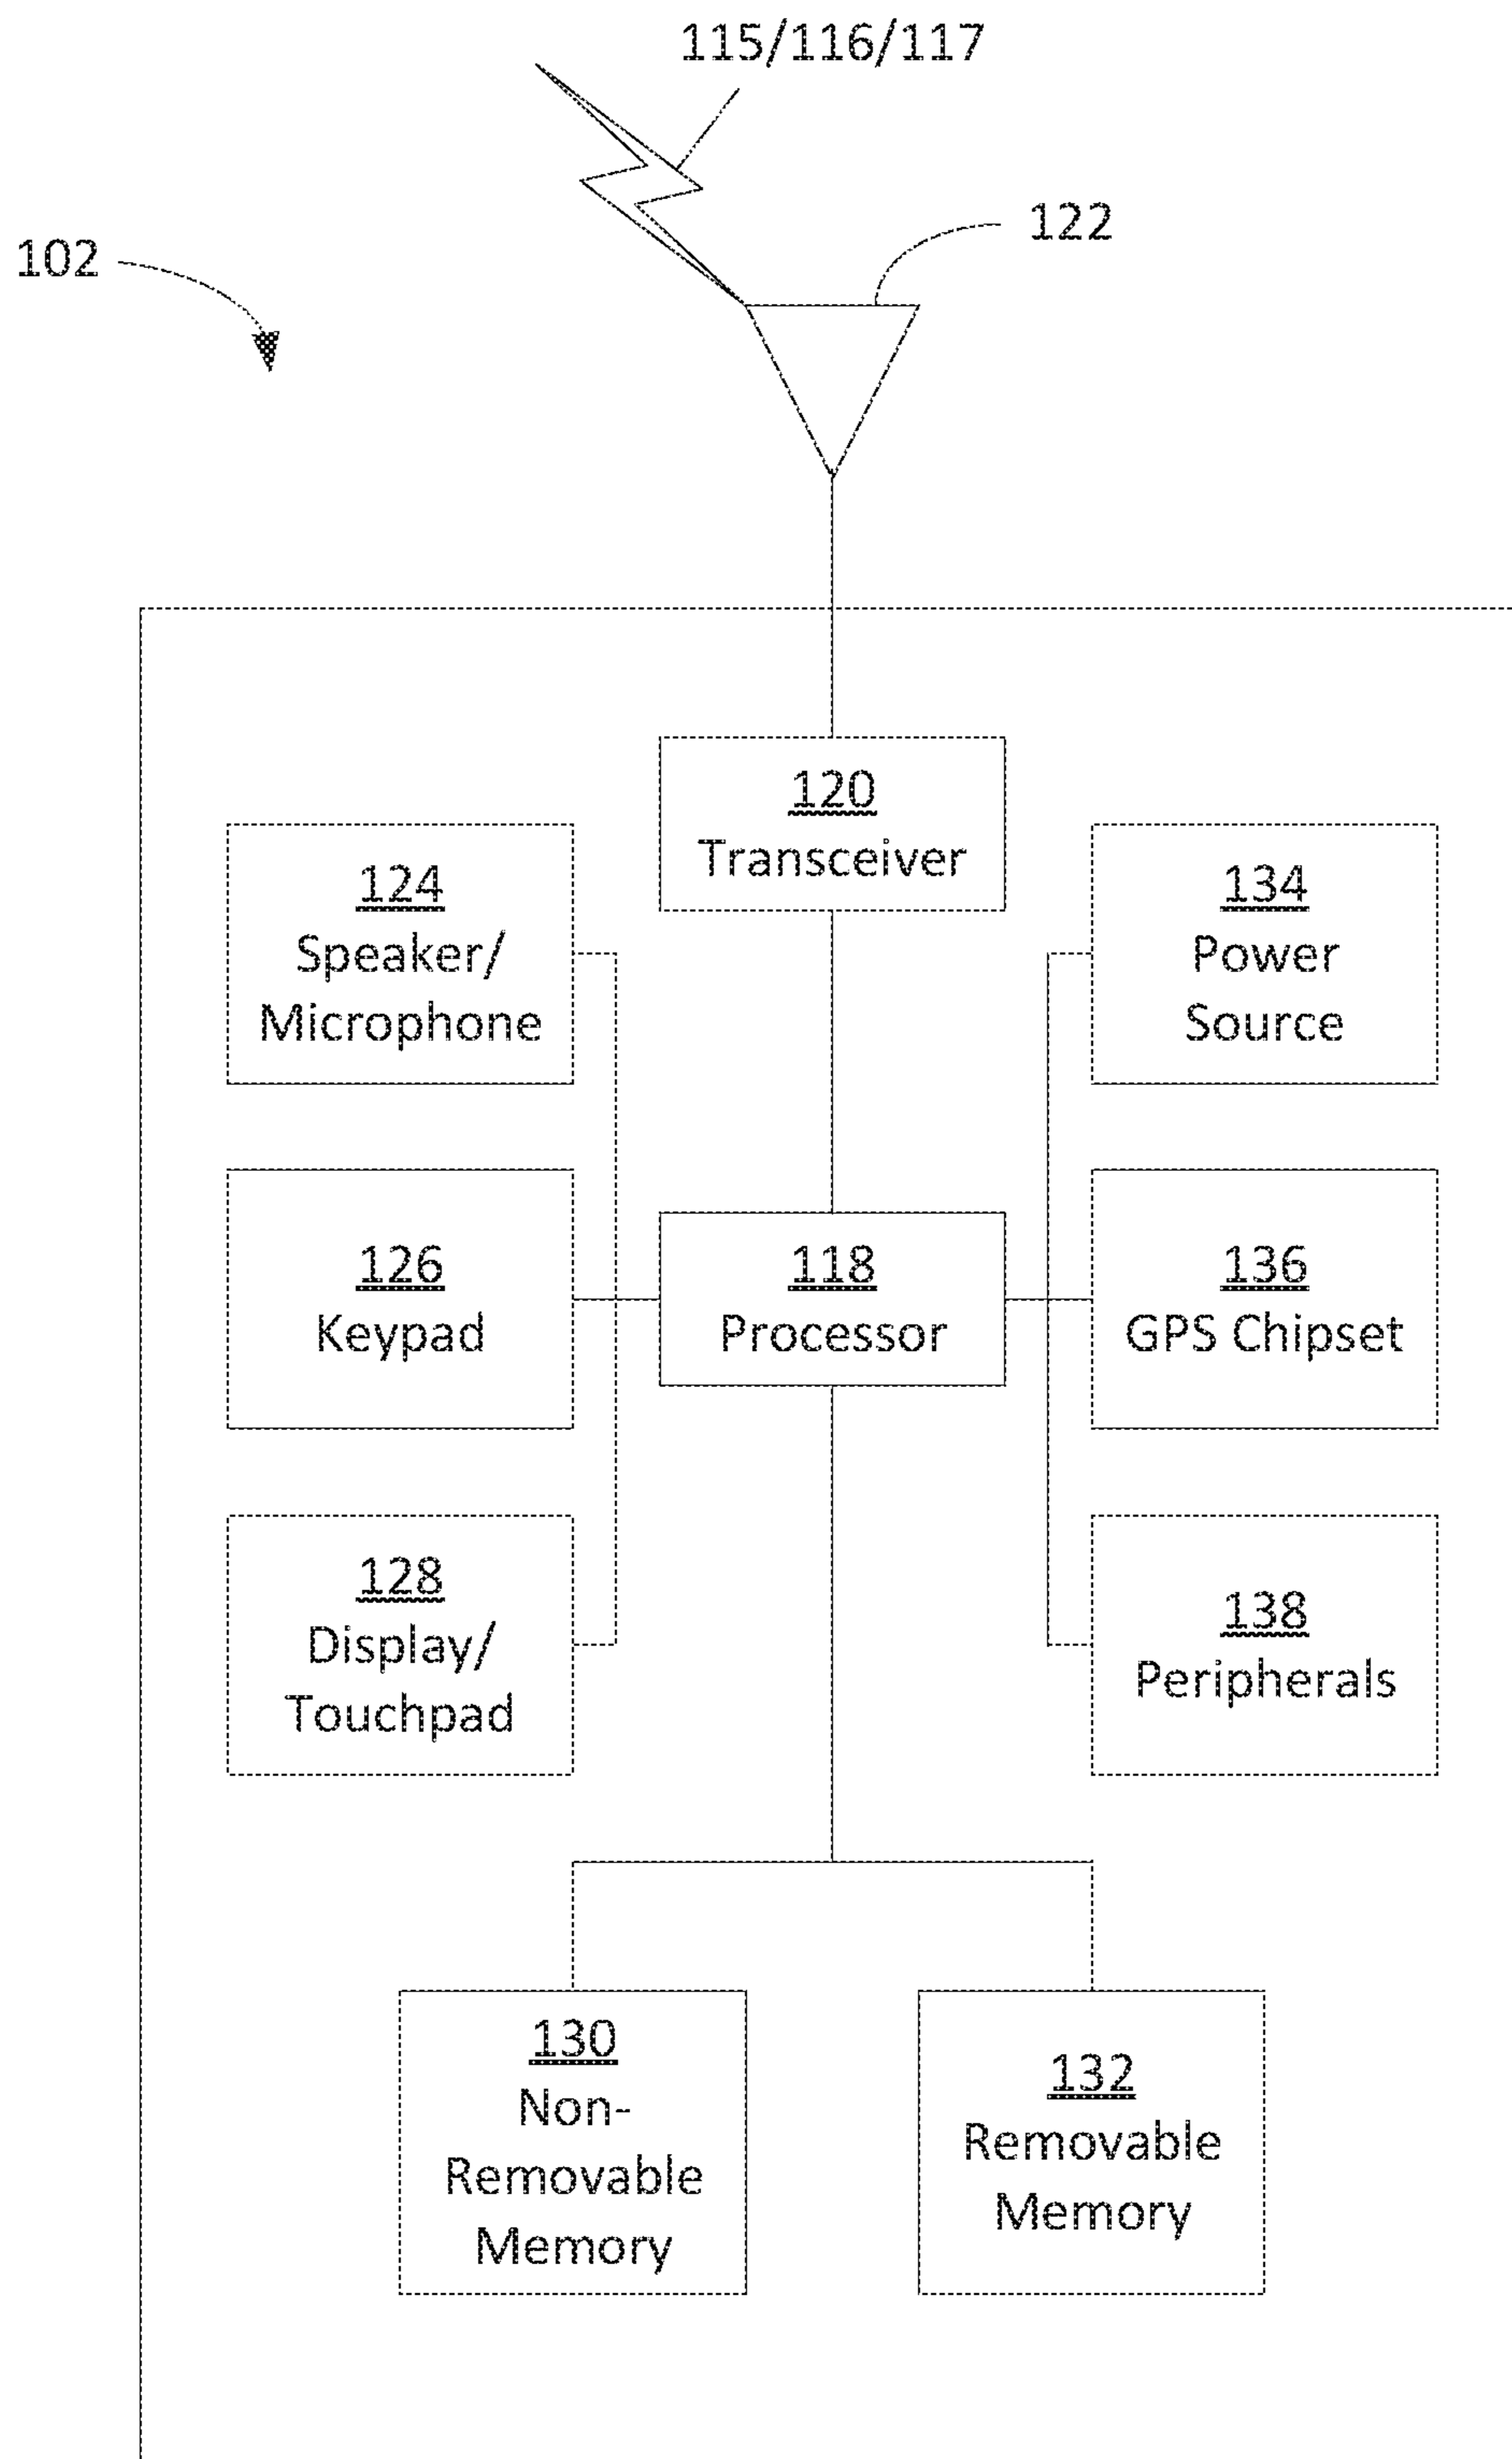 115/116/117
122
102
120
Transceiver
124
Speaker/
Microphone
134
Power
Source
126
Keypad
118
Processor
136
GPS Chipset
128
Display/
Touchpad
138
Peripherals
130
Non-
Removable
Memory
132
Removable
Memory